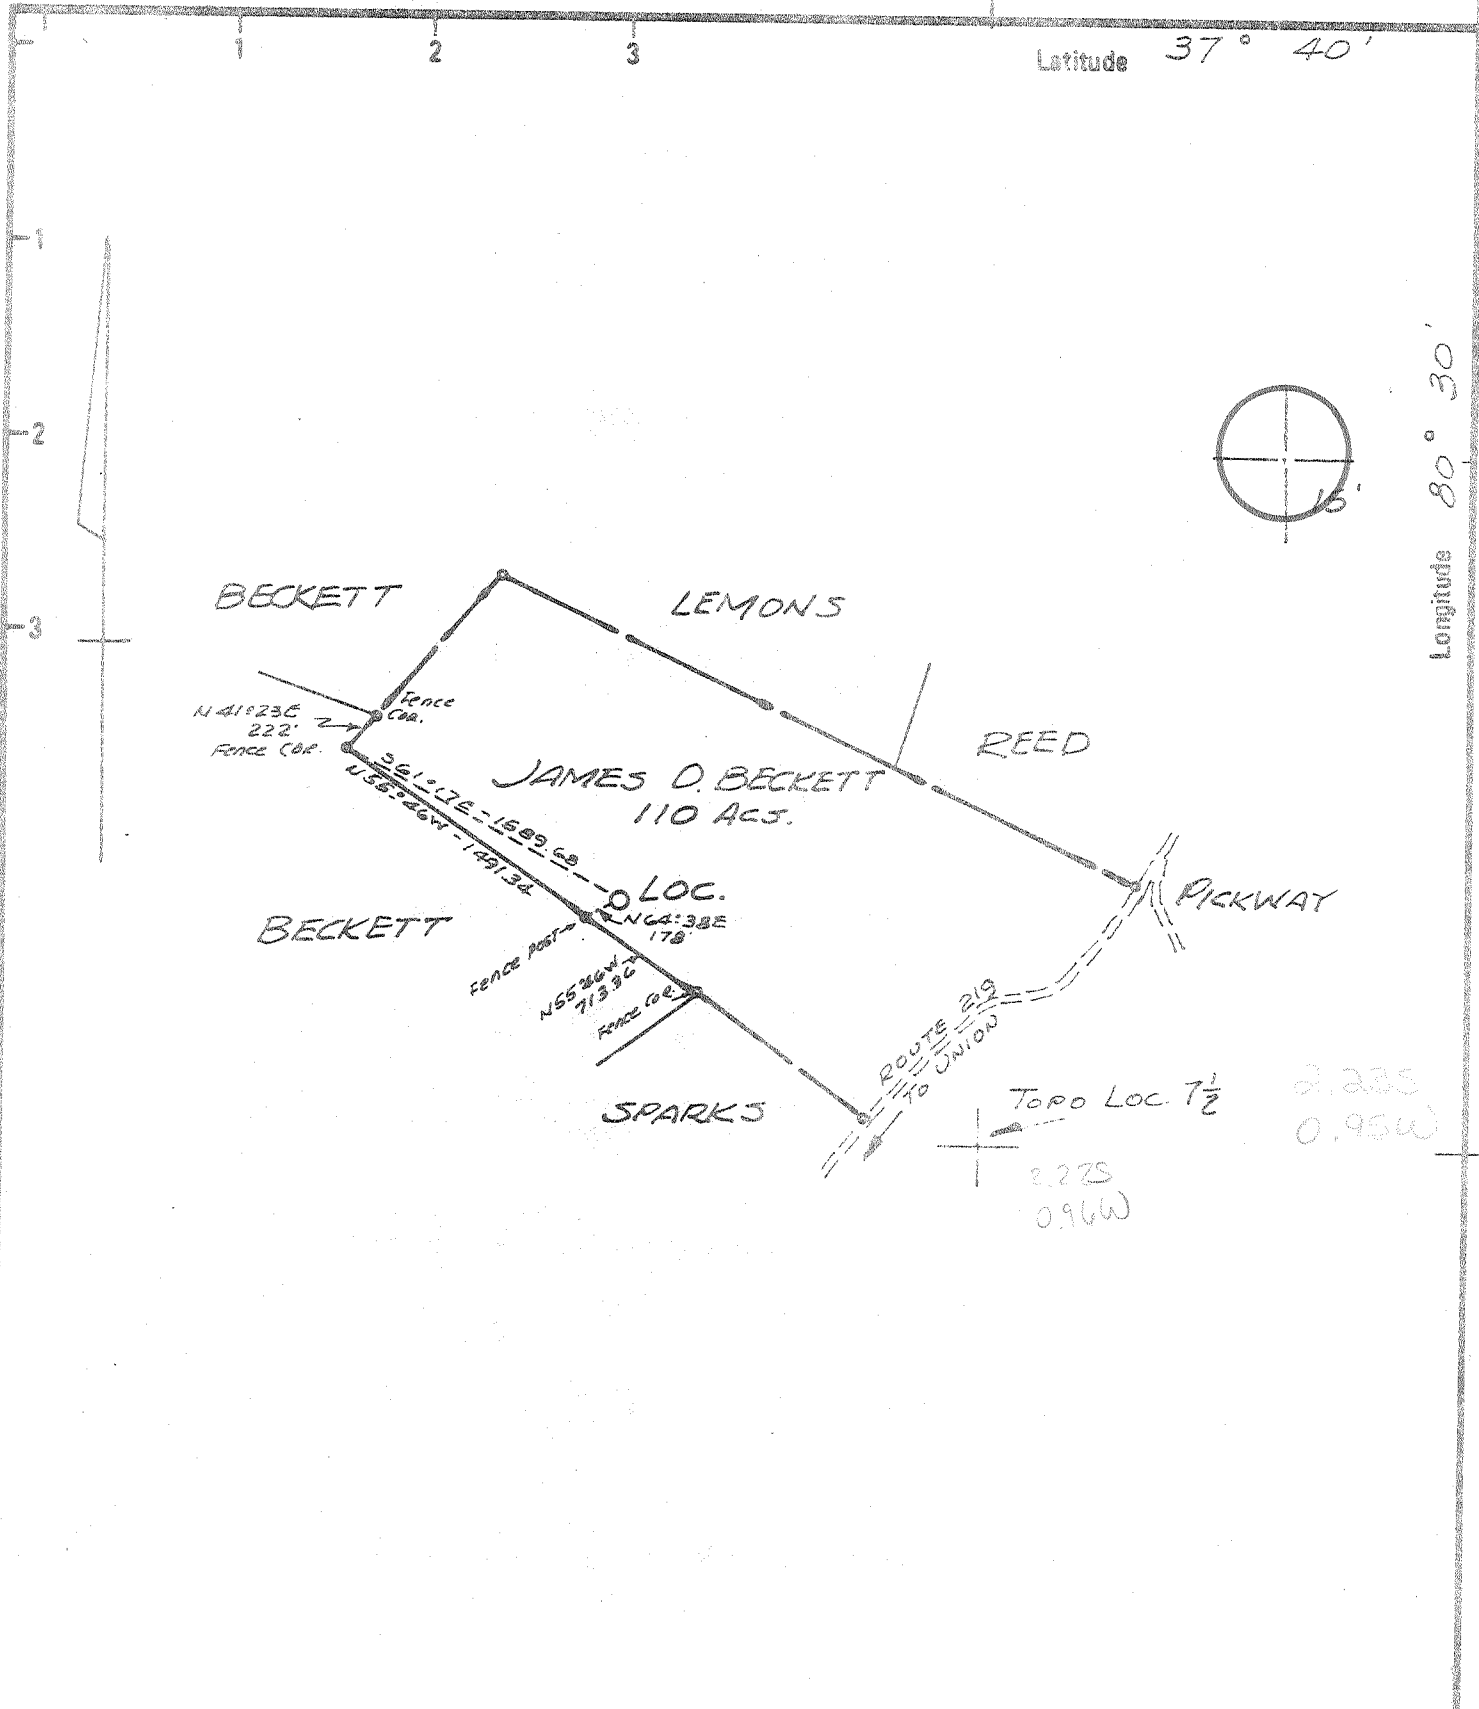 1 2 3
Latitude 37° 40'
1
2
3
Longitude 80° 30'
15'
BECKETT
LEMONS
N41°23E
222'
Fence Cor.
Fence
Cor.
REED
JAMES O. BECKETT
110 ACS.
S61°17E-1589.68
N55°46W-1491.34
LOC.
N64°38E
178'
PICKWAY
BECKETT
Fence Post
N55°46W
713.36
Fence Cor.
ROUTE 219
TO UNION
SPARKS
TOPO LOC 7½
2.23S
0.95W
2.22S
0.96W